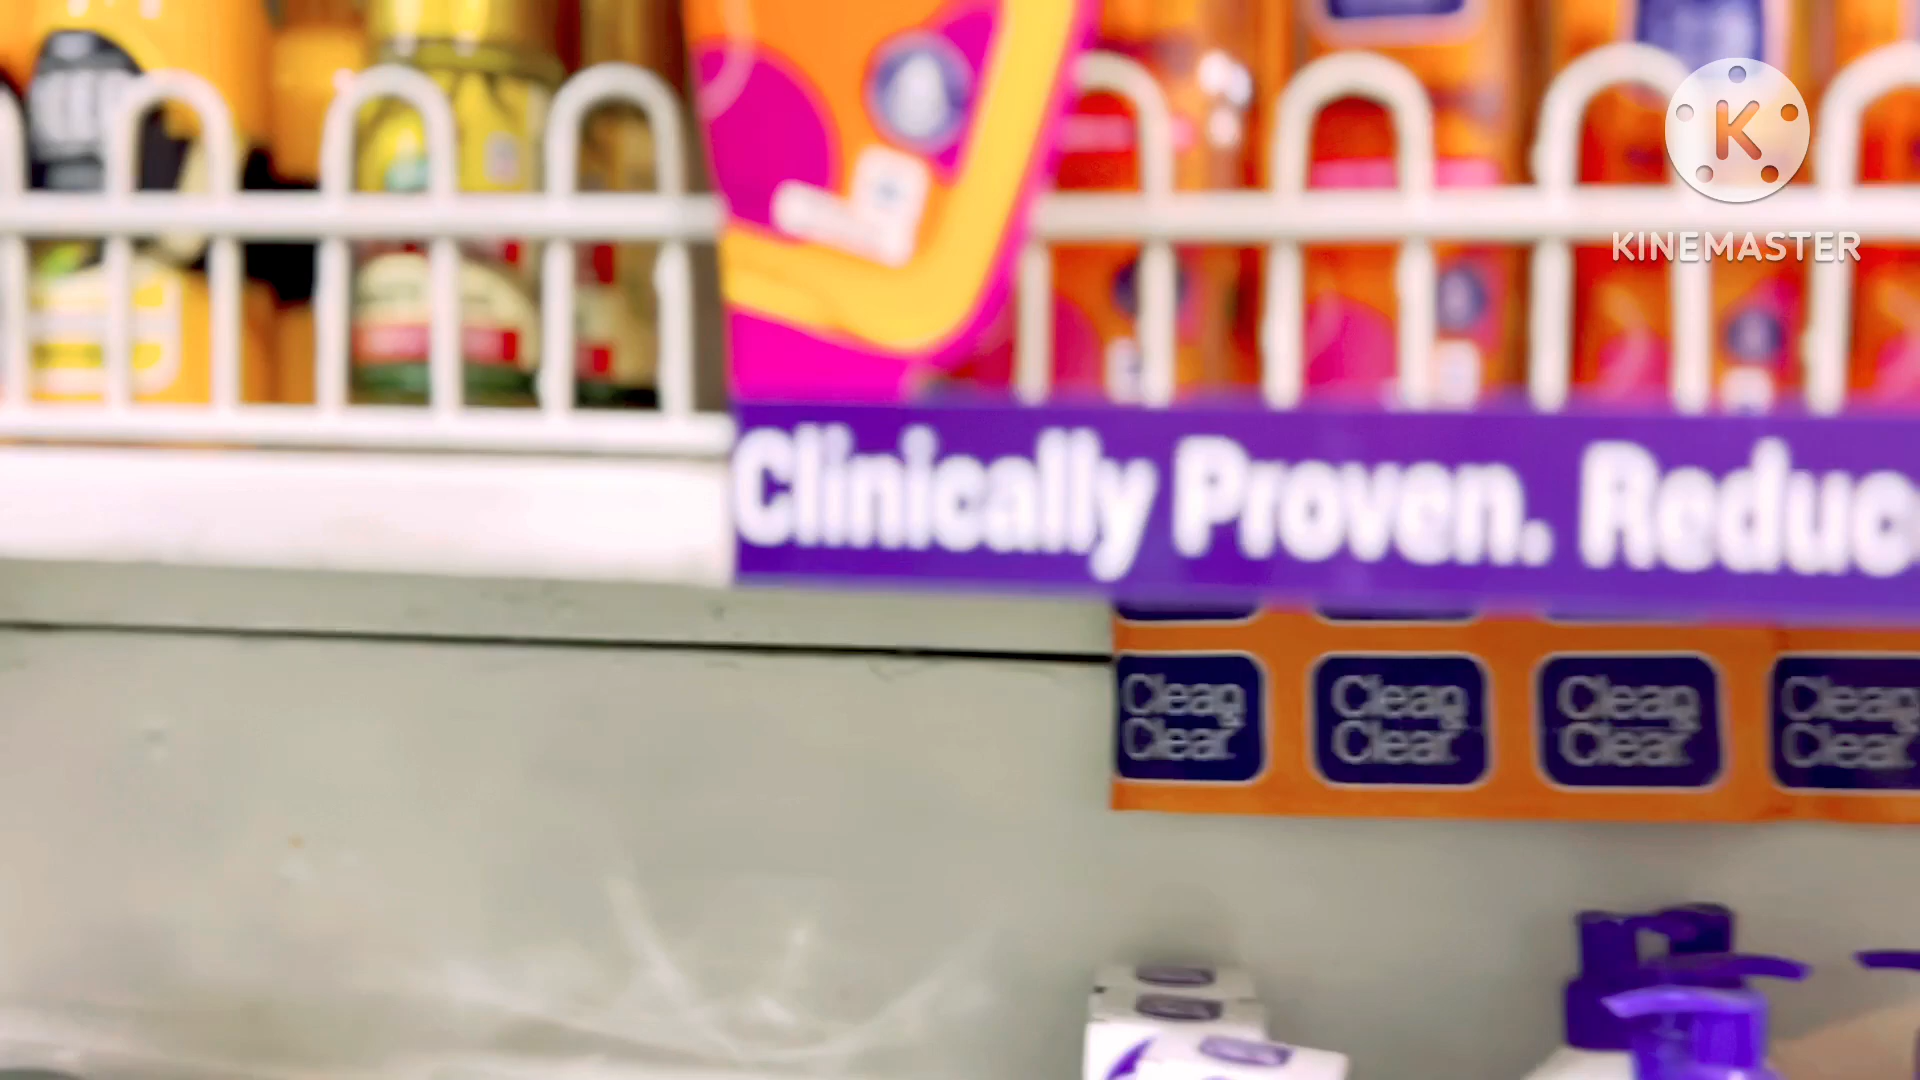 K
KINEMASTER
Clinically Proven. Reduc
Clean& Clear.
Clean& Clear.
Clean& Clear.
Clean& Clear